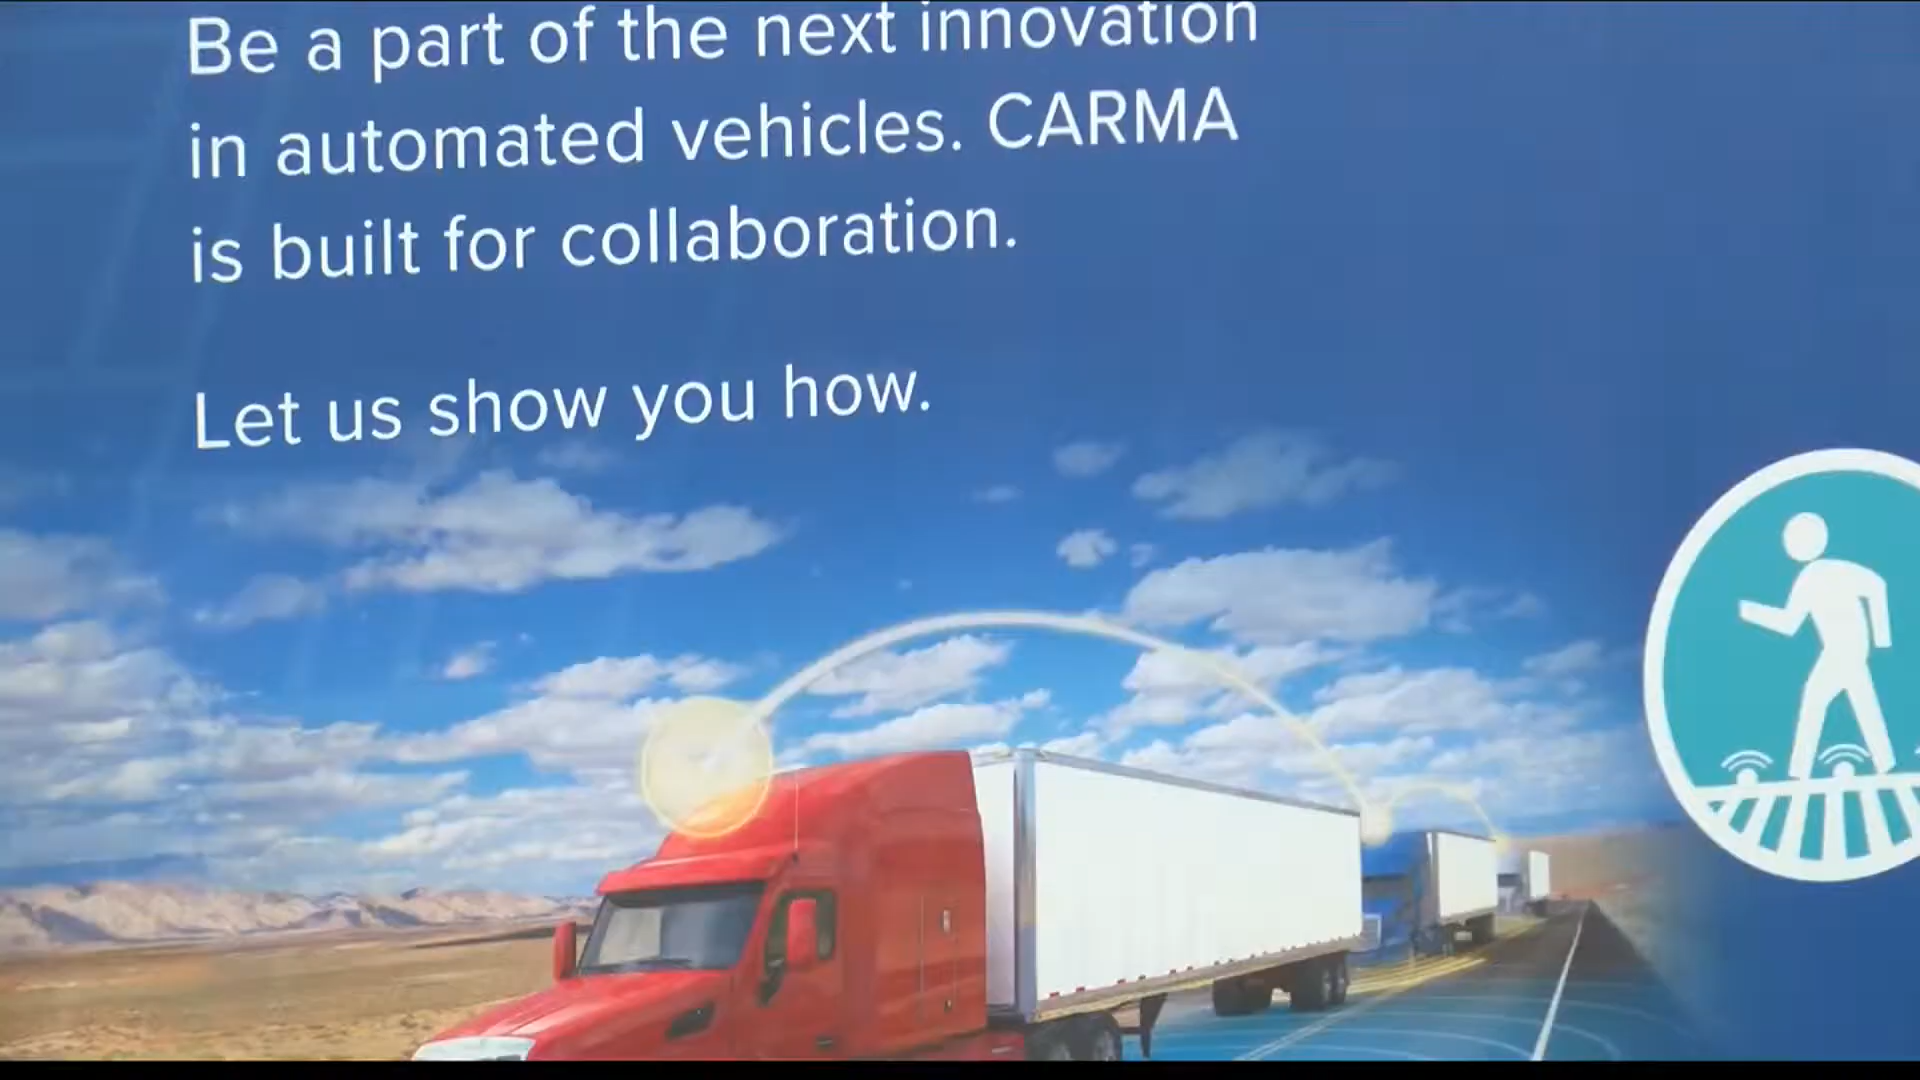 Be a part of the next innovation
in automated vehicles. CARMA
is built for collaboration.
Let us show you how.